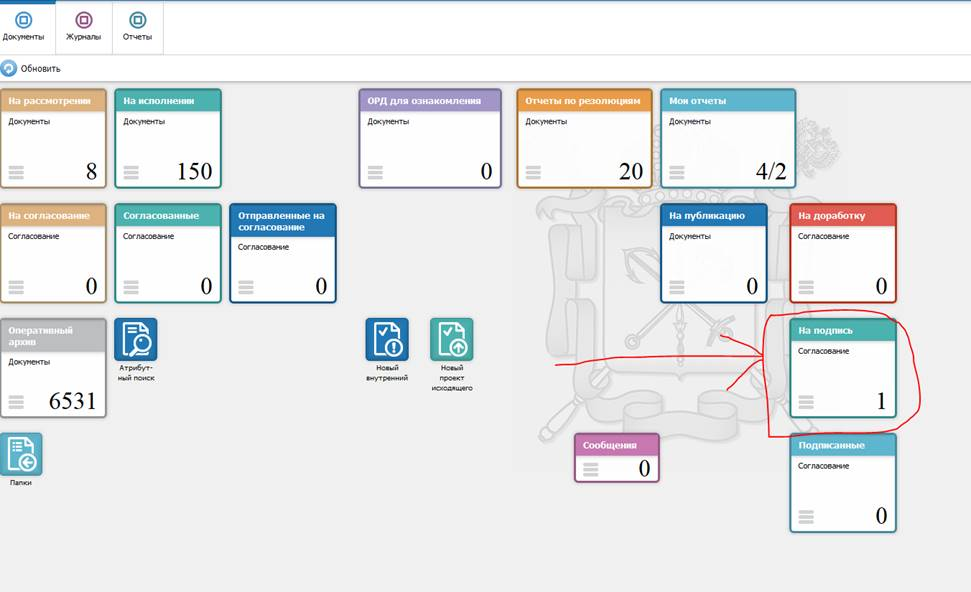 Документы
Журналы
Отчеты
Обновить
На рассмотрении
Документы
8
На исполнении
Документы
150
ОРД для ознакомления
Документы
0
Отчеты по резолюциям
Документы
20
Мои отчеты
Документы
4/2
На согласование
Согласование
0
Согласованные
Согласование
0
Отправленные на
согласование
Согласование
0
На публикацию
Документы
0
На доработку
Согласование
0
Оперативный
архив
Документы
6531
Атрибут-
ный поиск
Новый
внутренний
Новый
проект
исходящего
На подпись
Согласование
1
Папки
Сообщения
0
Подписанные
Согласование
0